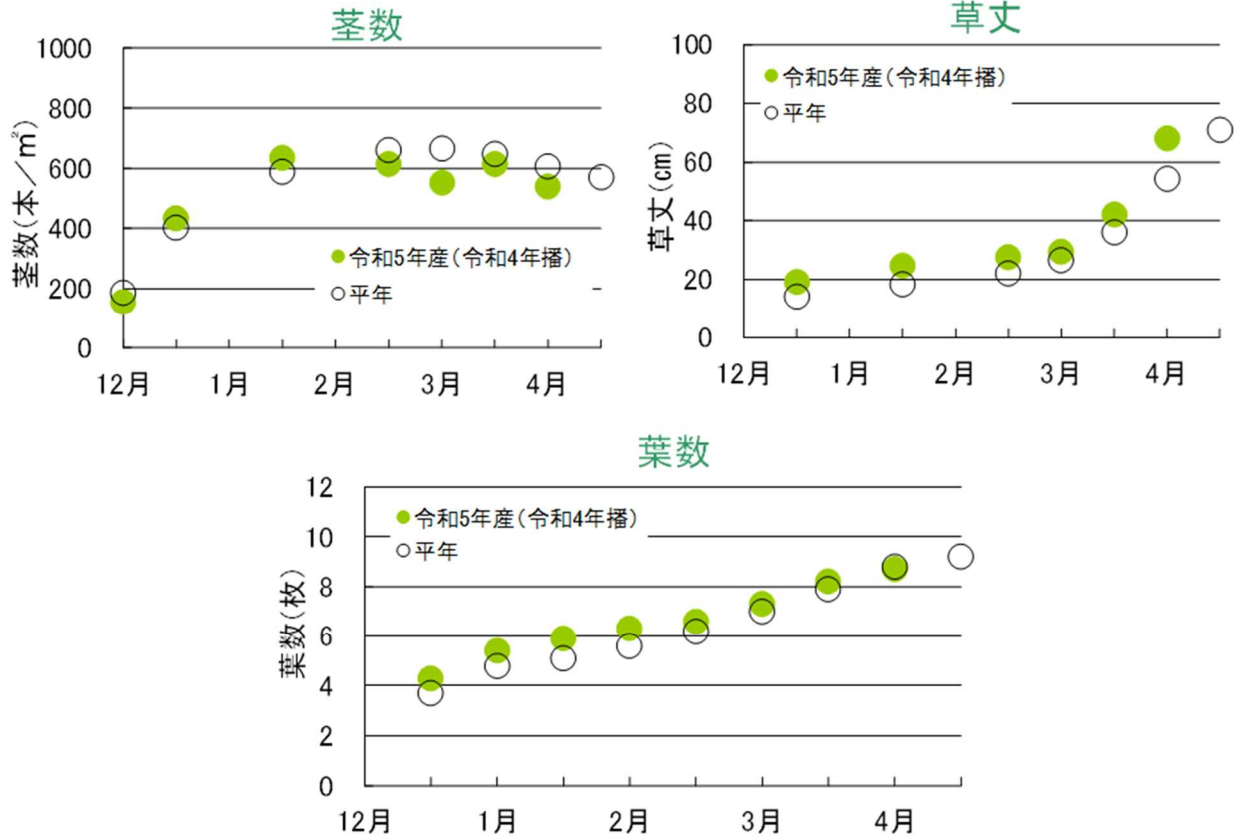 茎数
1000
800
600
400
200
0
茎数(本/㎡)
令和5年産(令和4年播)
平年
12月 1月 2月 3月 4月
草丈
100
80
60
40
20
0
草丈(cm)
令和5年産(令和4年播)
平年
12月 1月 2月 3月 4月
葉数
12
10
8
6
4
2
0
葉数(枚)
令和5年産(令和4年播)
平年
12月 1月 2月 3月 4月